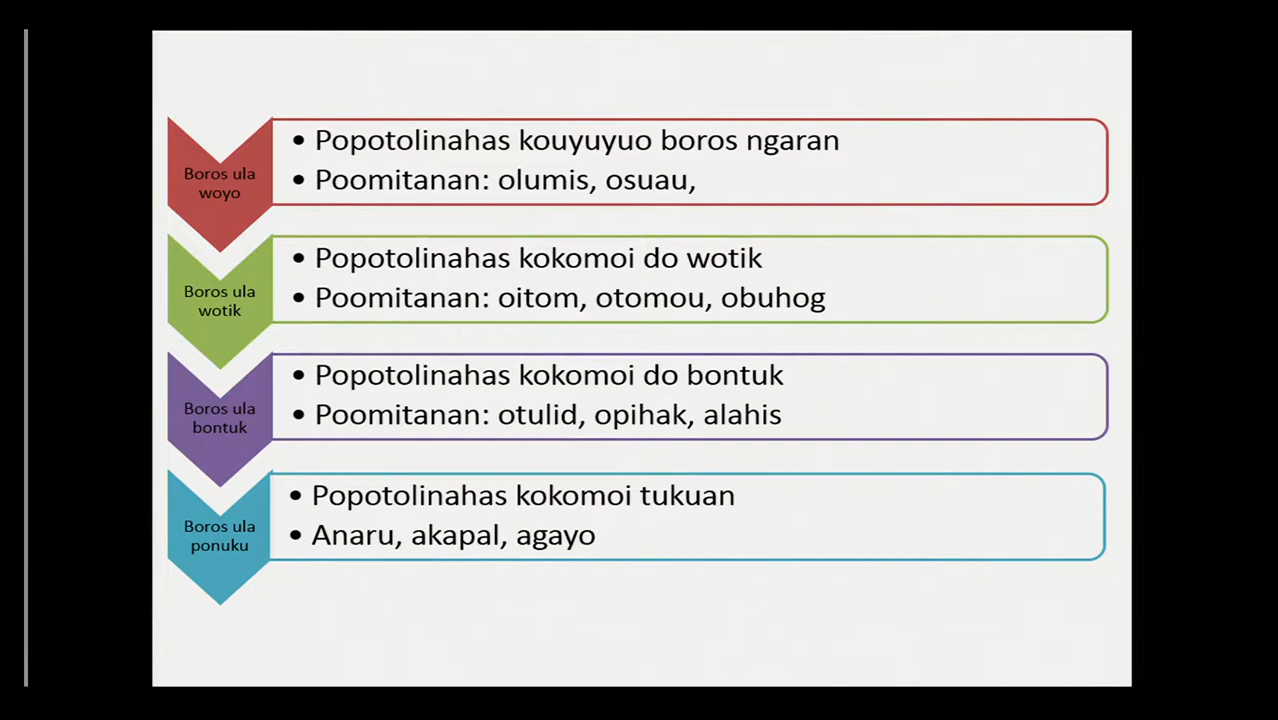 Boros ula
woyo
• Popotolinahas kouyuyuo boros ngaran
• Poomitanan: olumis, osuau,
Boros ula
wotik
• Popotolinahas kokomoi do wotik
• Poomitanan: oitom, otomou, obuhog
Boros ula
bontuk
• Popotolinahas kokomoi do bontuk
• Poomitanan: otulid, opihak, alahis
Boros ula
ponuku
• Popotolinahas kokomoi tukuan
• Anaru, akapal, agayo